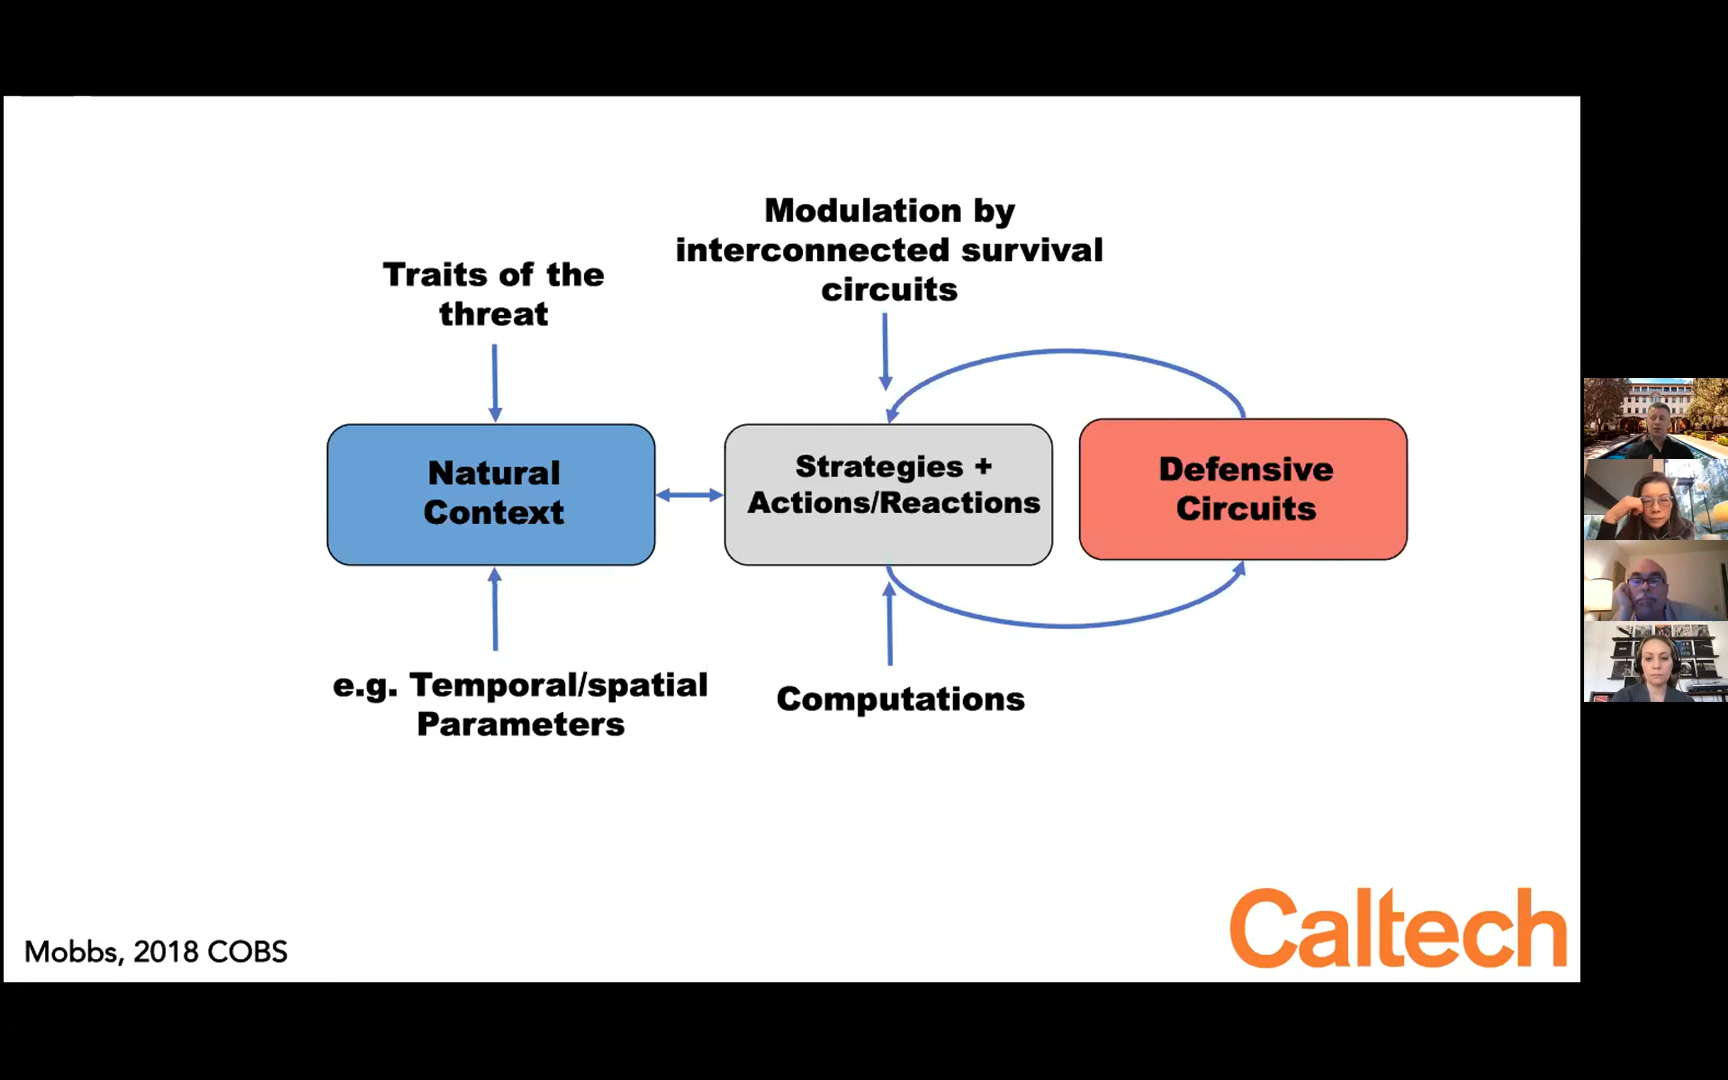 Modulation by
interconnected survival
circuits
Traits of the
threat
Natural
Context
Strategies +
Actions/Reactions
Defensive
Circuits
e.g. Temporal/spatial
Parameters
Computations
Mobbs, 2018 COBS
Caltech